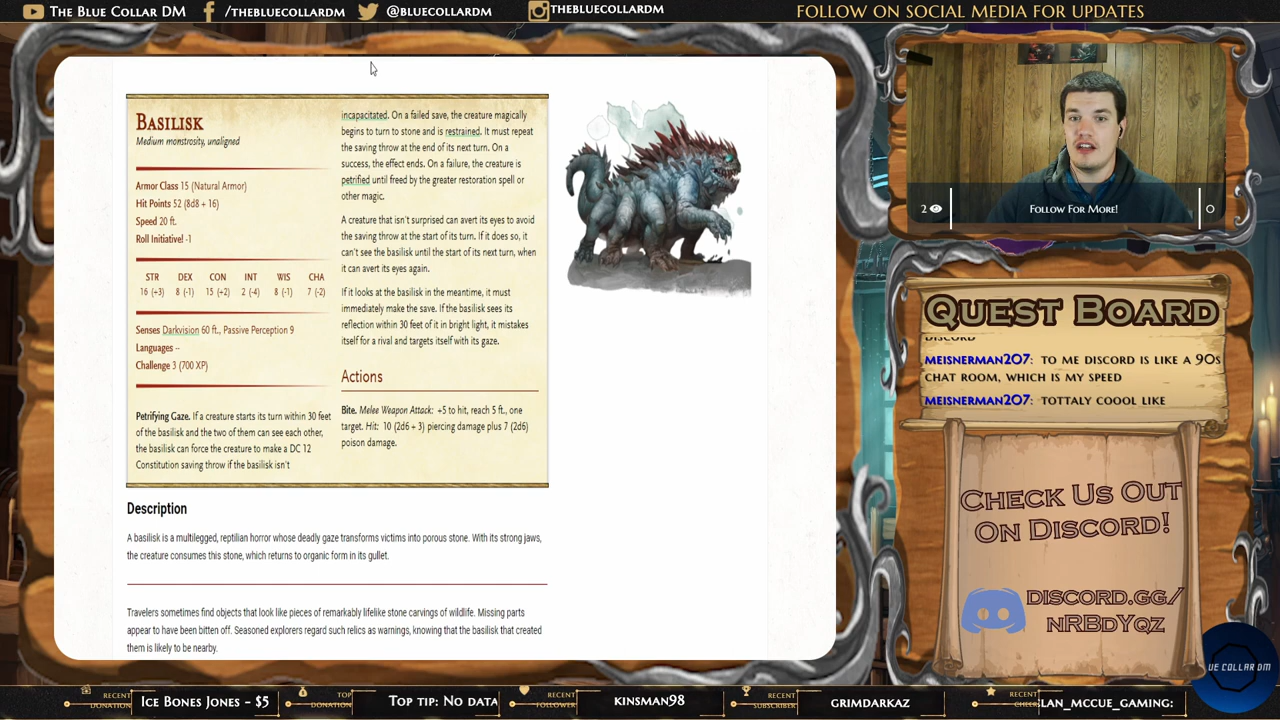 The Blue Collar DM
/thebluecollardm
@bluecollardm
thebluecollardm
Follow on social media for updates
Basilisk
Medium monstrosity, unaligned
Armor Class 15 (Natural Armor)
Hit Points 52 (8d8 + 16)
Speed 20 ft.
Roll Initiative! -1
STR DEX CON INT WIS CHA
16 (+3) 8 (-1) 15 (+2) 2 (-4) 8 (-1) 7 (-2)
Senses Darkvision 60 ft., Passive Perception 9
Languages --
Challenge 3 (700 XP)
Petrifying Gaze. If a creature starts its turn within 30 feet
of the basilisk and the two of them can see each other,
the basilisk can force the creature to make a DC 12
Constitution saving throw if the basilisk isn't
incapacitated. On a failed save, the creature magically
begins to turn to stone and is restrained. It must repeat
the saving throw at the end of its next turn. On a
success, the effect ends. On a failure, the creature is
petrified until freed by the greater restoration spell or
other magic.
A creature that isn't surprised can avert its eyes to avoid
the saving throw at the start of its turn. If it does so, it
can't see the basilisk until the start of its next turn, when
it can avert its eyes again.
If it looks at the basilisk in the meantime, it must
immediately make the save. If the basilisk sees its
reflection within 30 feet of it in bright light, it mistakes
itself for a rival and targets itself with its gaze.
Actions
Bite. Melee Weapon Attack: +5 to hit, reach 5 ft., one
target. Hit: 10 (2d6 + 3) piercing damage plus 7 (2d6)
poison damage.
Description
A basilisk is a multilegged, reptilian horror whose deadly gaze transforms victims into porous stone. With its strong jaws,
the creature consumes this stone, which returns to organic form in its gullet.
Travelers sometimes find objects that look like pieces of remarkably lifelike stone carvings of wildlife. Missing parts
appear to have been bitten off. Seasoned explorers regard such relics as warnings, knowing that the basilisk that created
them is likely to be nearby.
2
Follow For More!
0
Quest Board
discord
meisnerman207: to me discord is like a 90s
chat room, which is my speed
meisnerman207: tottaly coool like
Check Us Out
On Discord!
discord.gg/
nRBdYqz
ue Collar DM
Recent Donation
Ice Bones Jones - $5
Top Donation
Top tip: No data
Recent Follower
kinsman98
Recent Subscriber
grimdarkaz
Recent Cheer
lan_mccue_gaming: